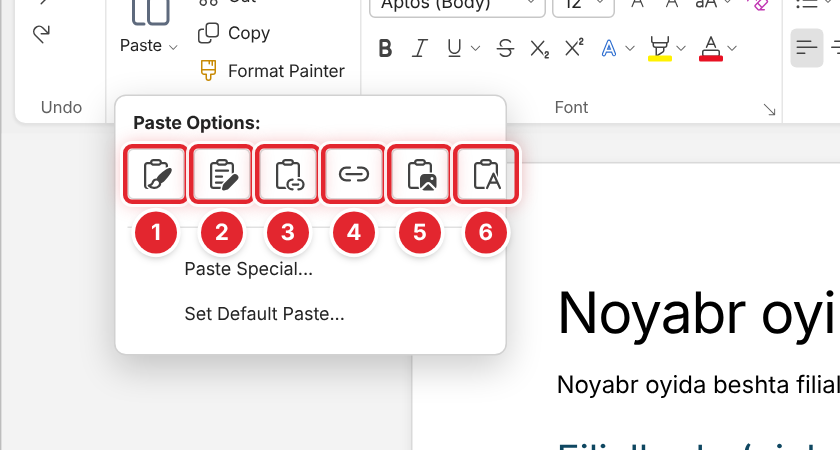 Aptos (Body) 12
Paste
Copy
Format Painter
Undo
Font
Paste Options:
1 2 3 4 5 6
Paste Special...
Set Default Paste...
Noyabr oyi
Noyabr oyida beshta filial